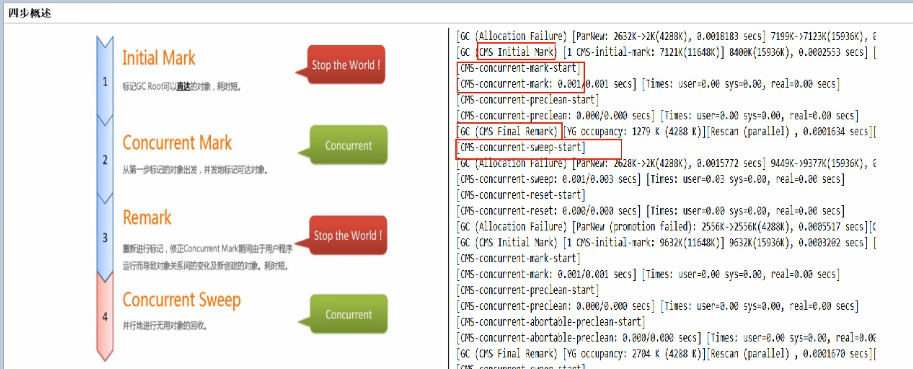 四步概述
1
Initial Mark
标记GC Root可以直达的对象，耗时短。
Stop the World！
2
Concurrent Mark
从第一步标记的对象出发，并发地标记可达对象。
Concurrent
3
Remark
重新进行标记，修正Concurrent Mark期间由于用户程序
运行而导致对象关系间的变化及新创建的对象。耗时短。
Stop the World！
4
Concurrent Sweep
并行地进行无用对象的回收。
Concurrent
[GC (Allocation Failure) [ParNew: 2632K->2K(4288K), 0.0018183 secs] 7199K->7123K(15936K), 0
[GC (CMS Initial Mark) [1 CMS-initial-mark: 7121K(11648K)] 8400K(15936K), 0.0002553 secs] [
[CMS-concurrent-mark-start]
[CMS-concurrent-mark: 0.001/0.001 secs] [Times: user=0.00 sys=0.00, real=0.00 secs]
[CMS-concurrent-preclean-start]
[CMS-concurrent-preclean: 0.000/0.000 secs] [Times: user=0.00 sys=0.00, real=0.00 secs]
[GC (CMS Final Remark) [YG occupancy: 1279 K (4288 K)][Rescan (parallel) , 0.0001634 secs][
[CMS-concurrent-sweep-start]
[GC (Allocation Failure) [ParNew: 2628K->2K(4288K), 0.0015772 secs] 9449K->9377K(15936K), 0
[CMS-concurrent-sweep: 0.001/0.003 secs] [Times: user=0.03 sys=0.00, real=0.00 secs]
[CMS-concurrent-reset-start]
[CMS-concurrent-reset: 0.000/0.000 secs] [Times: user=0.00 sys=0.00, real=0.00 secs]
[GC (Allocation Failure) [ParNew (promotion failed): 2556K->2556K(4288K), 0.0005517 secs][C
[GC (CMS Initial Mark) [1 CMS-initial-mark: 9632K(11648K)] 9632K(15936K), 0.0003202 secs] [
[CMS-concurrent-mark-start]
[CMS-concurrent-mark: 0.001/0.001 secs] [Times: user=0.00 sys=0.00, real=0.00 secs]
[CMS-concurrent-preclean-start]
[CMS-concurrent-preclean: 0.000/0.000 secs] [Times: user=0.00 sys=0.00, real=0.00 secs]
[CMS-concurrent-abortable-preclean-start]
[CMS-concurrent-abortable-preclean: 0.000/0.000 secs] [Times: user=0.00 sys=0.00, real=0.00
[GC (CMS Final Remark) [YG occupancy: 2704 K (4288 K)][Rescan (parallel) , 0.0001670 secs][